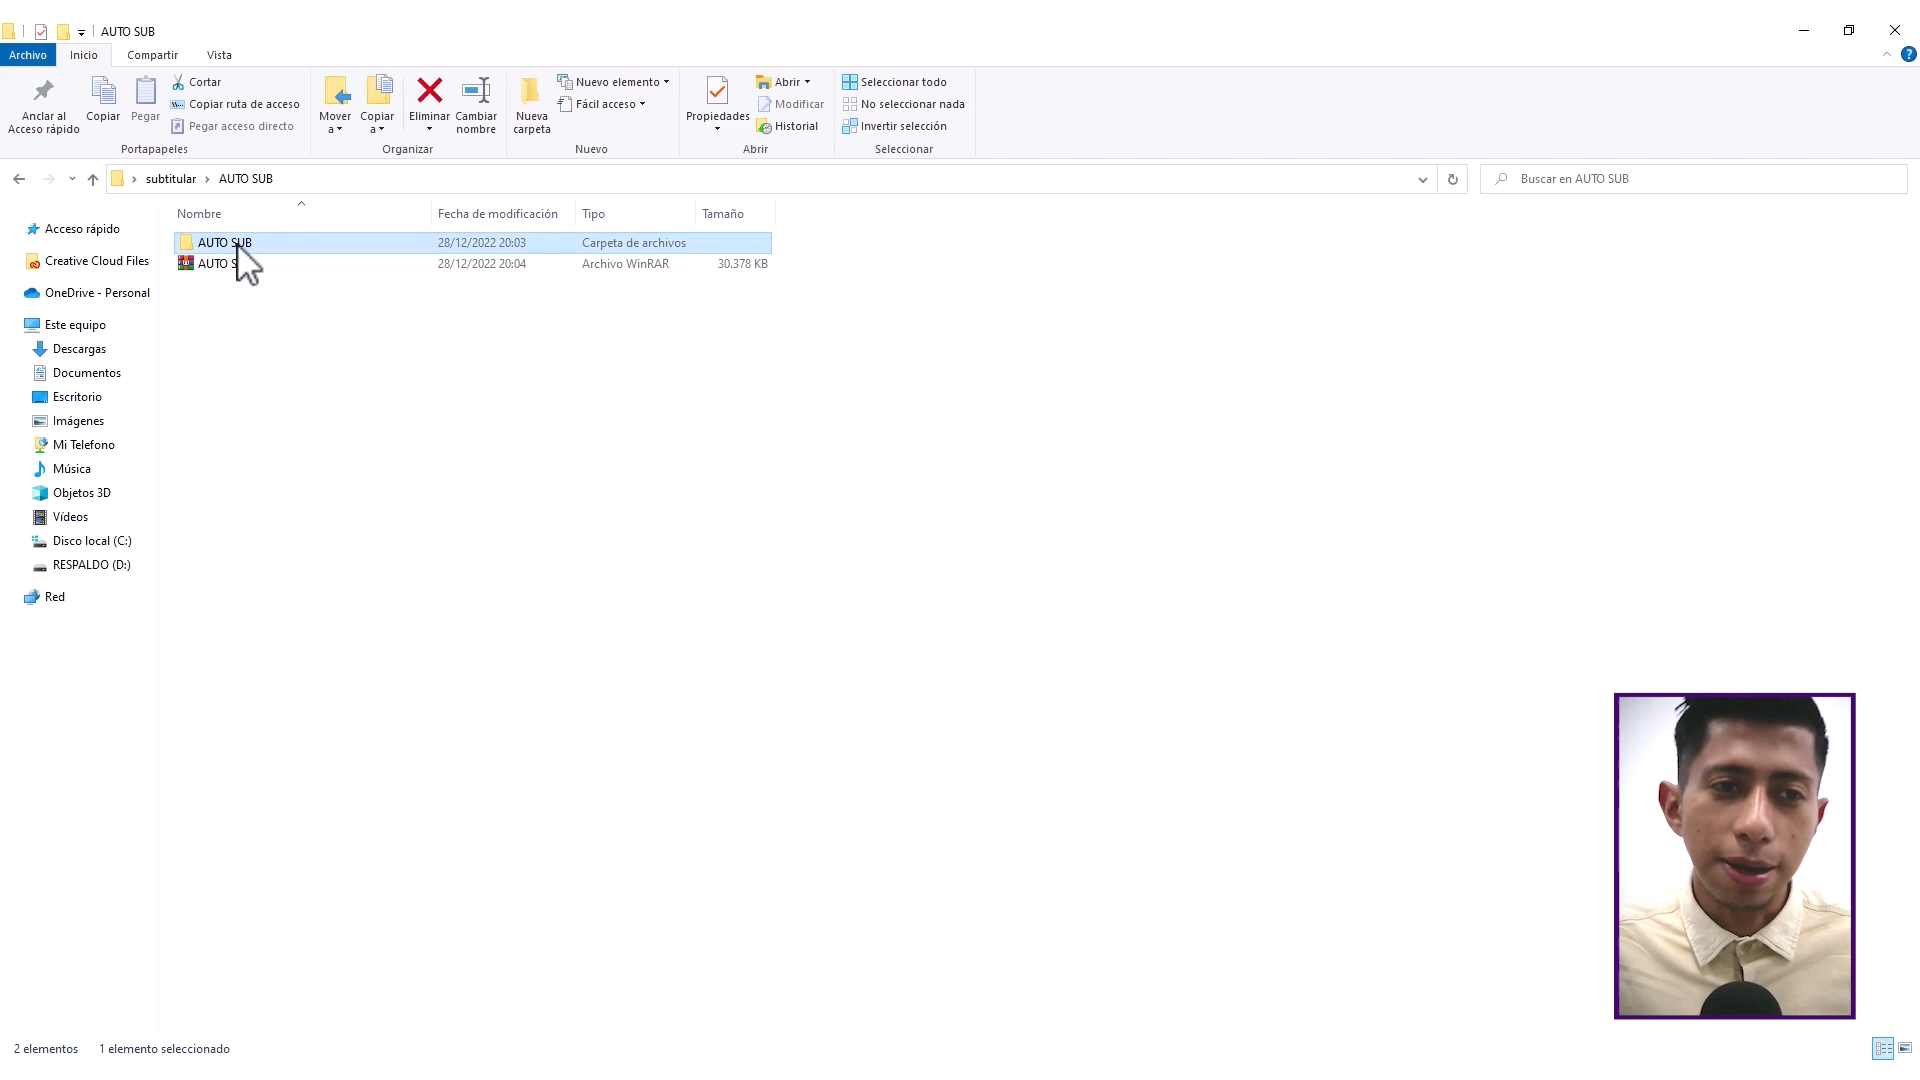 AUTO SUB
Archivo Inicio Compartir Vista
Anclar al Acceso rápido
Copiar
Pegar
Cortar
Copiar ruta de acceso
Pegar acceso directo
Portapapeles
Mover a
Copiar a
Eliminar
Cambiar nombre
Organizar
Nueva carpeta
Nuevo elemento
Fácil acceso
Nuevo
Propiedades
Abrir
Modificar
Historial
Abrir
Seleccionar todo
No seleccionar nada
Invertir selección
Seleccionar
subtitular AUTO SUB
Buscar en AUTO SUB
Nombre Fecha de modificación Tipo Tamaño
AUTO SUB 28/12/2022 20:03 Carpeta de archivos
AUTO S 28/12/2022 20:04 Archivo WinRAR 30.378 KB
Acceso rápido
Creative Cloud Files
OneDrive - Personal
Este equipo
Descargas
Documentos
Escritorio
Imágenes
Mi Telefono
Música
Objetos 3D
Vídeos
Disco local (C:)
RESPALDO (D:)
Red
2 elementos 1 elemento seleccionado